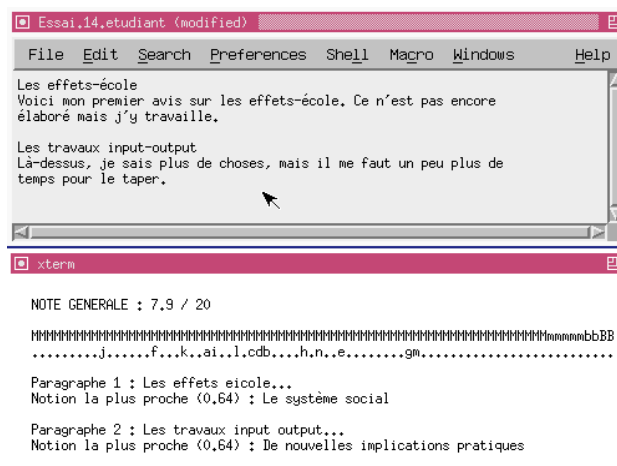 Essai.14.etudiant (modified)
File Edit Search Preferences Shell Macro Windows Help
Les effets-école
Voici mon premier avis sur les effets-école. Ce n'est pas encore
élaboré mais j'y travaille.
Les travaux input-output
Là-dessus, je sais plus de choses, mais il me faut un peu plus de
temps pour le taper.
xterm
NOTE GENERALE : 7.9 / 20
MMMMMMMMMMMMMMMMMMMMMMMMMMMMMMMMMMMMMMMMMMMMMMMMMMMMMMMMMMMMMMMMMMMMMMmmmmmbbBB
.........j......f...k..ai..l.cdb....h.n..e........gm.........................
Paragraphe 1 : Les effets eicole...
Notion la plus proche (0.64) : Le système social
Paragraphe 2 : Les travaux input output...
Notion la plus proche (0.64) : De nouvelles implications pratiques